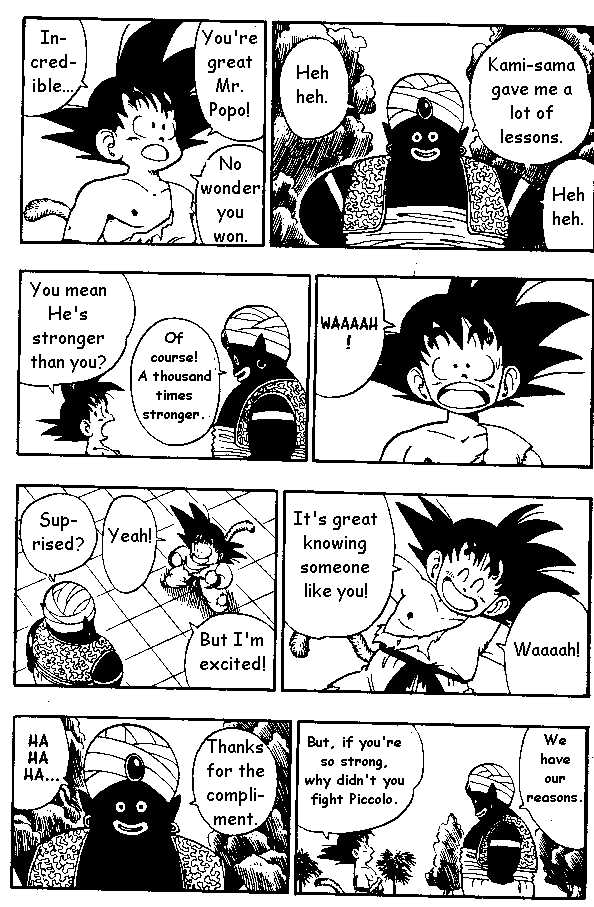 In-
cred-
ible...
You're
great
Mr.
Popo!
No
wonder
you
won.
Heh
heh.
Kami-sama
gave me a
lot of
lessons.
Heh
heh.
You mean
He's
stronger
than you?
Of
course!
A thousand
times
stronger.
WAAAAH
!
Sup-
rised?
Yeah!
But I'm
excited!
It's great
knowing
someone
like you!
Waaaah!
HA
HA
HA...
Thanks
for the
compli-
ment.
But, if you're
so strong,
why didn't you
fight Piccolo.
We
have
our
reasons.